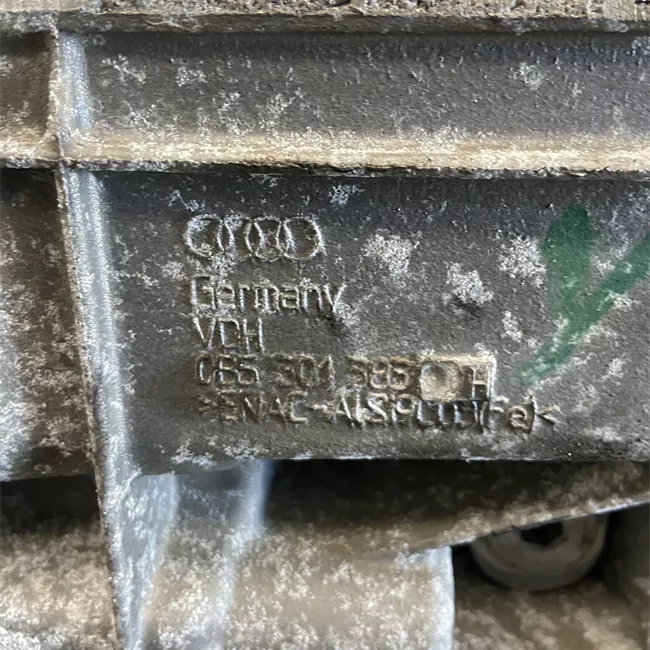 Germany
VDH
0B5 301 383 H
>ENAC-AlSi9Cu3(Fe)<